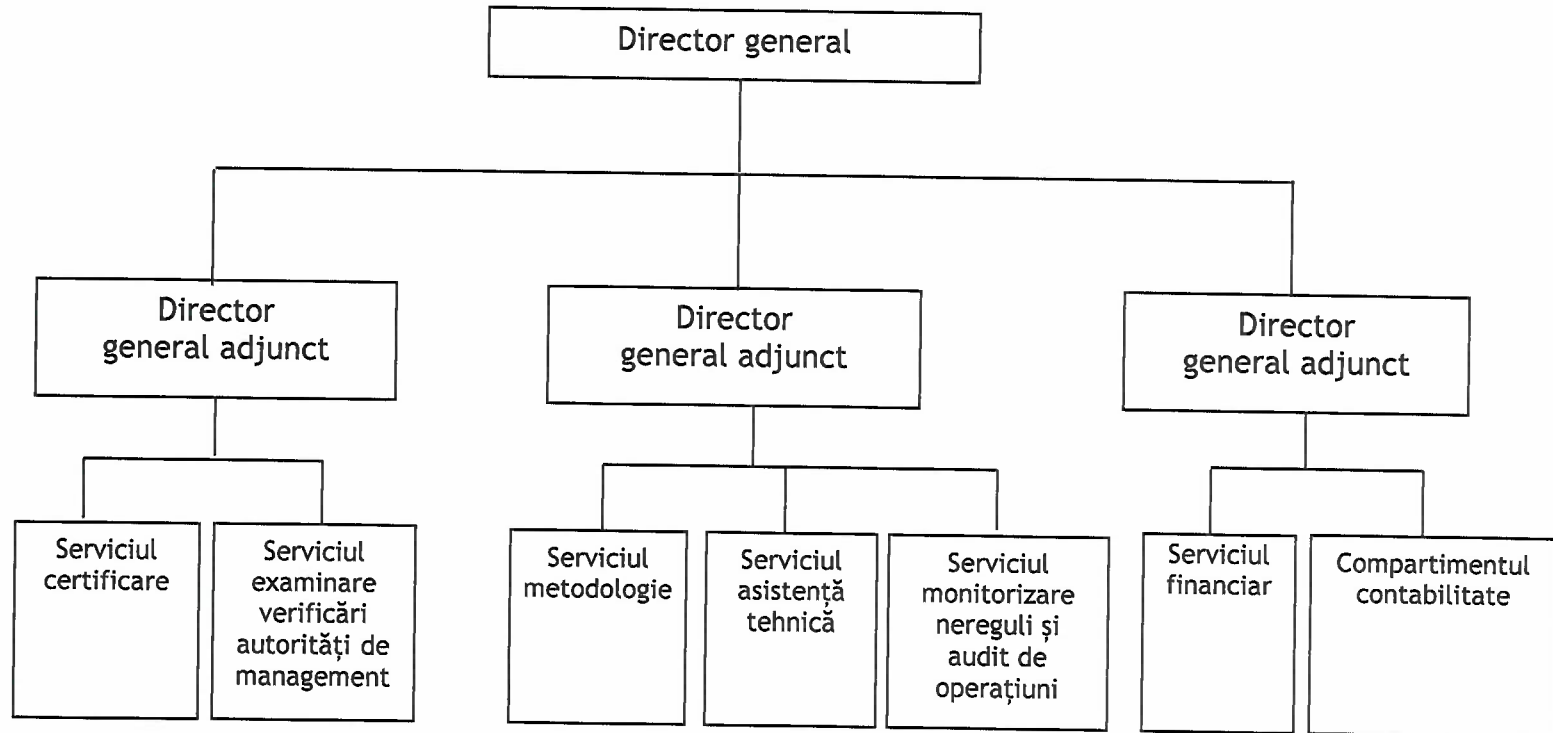 Director general
Director
general adjunct
Director
general adjunct
Director
general adjunct
Serviciul
certificare
Serviciul
examinare
verificări
autorități de
management
Serviciul
metodologie
Serviciul
asistență
tehnică
Serviciul
monitorizare
nereguli și
audit de
operațiuni
Serviciul
financiar
Compartimentul
contabilitate